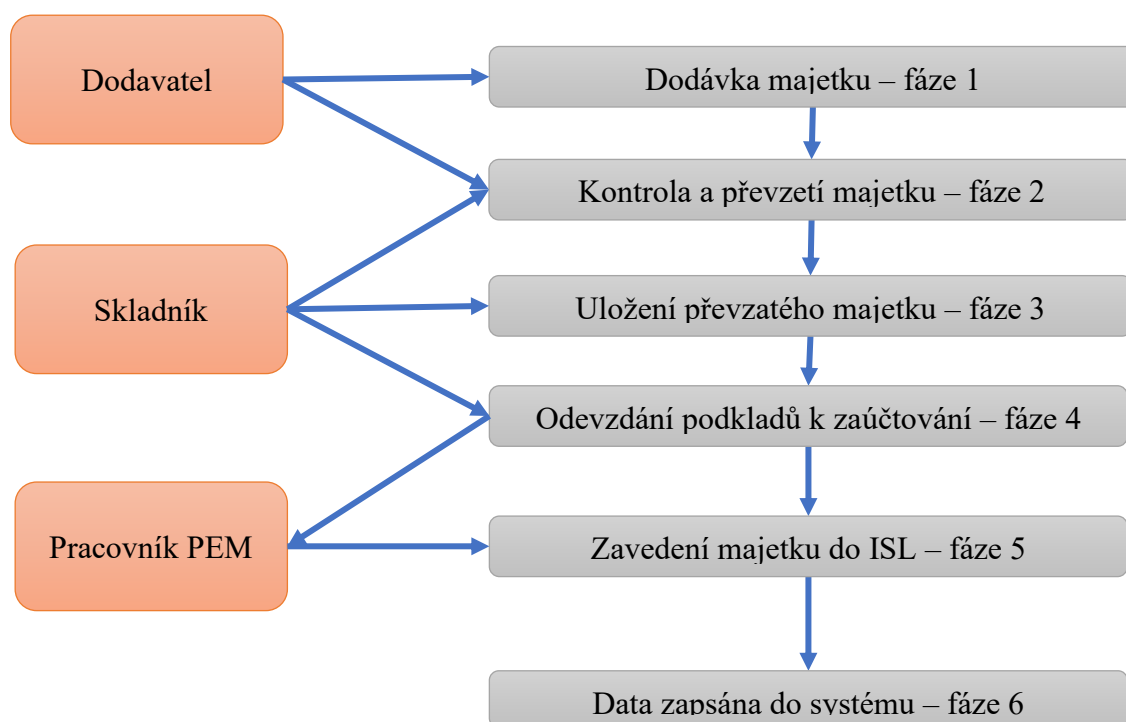 Dodavatel
Dodávka majetku – fáze 1
Kontrola a převzetí majetku – fáze 2
Skladník
Uložení převzatého majetku – fáze 3
Odevzdání podkladů k zaúčtování – fáze 4
Pracovník PEM
Zavedení majetku do ISL – fáze 5
Data zapsána do systému – fáze 6